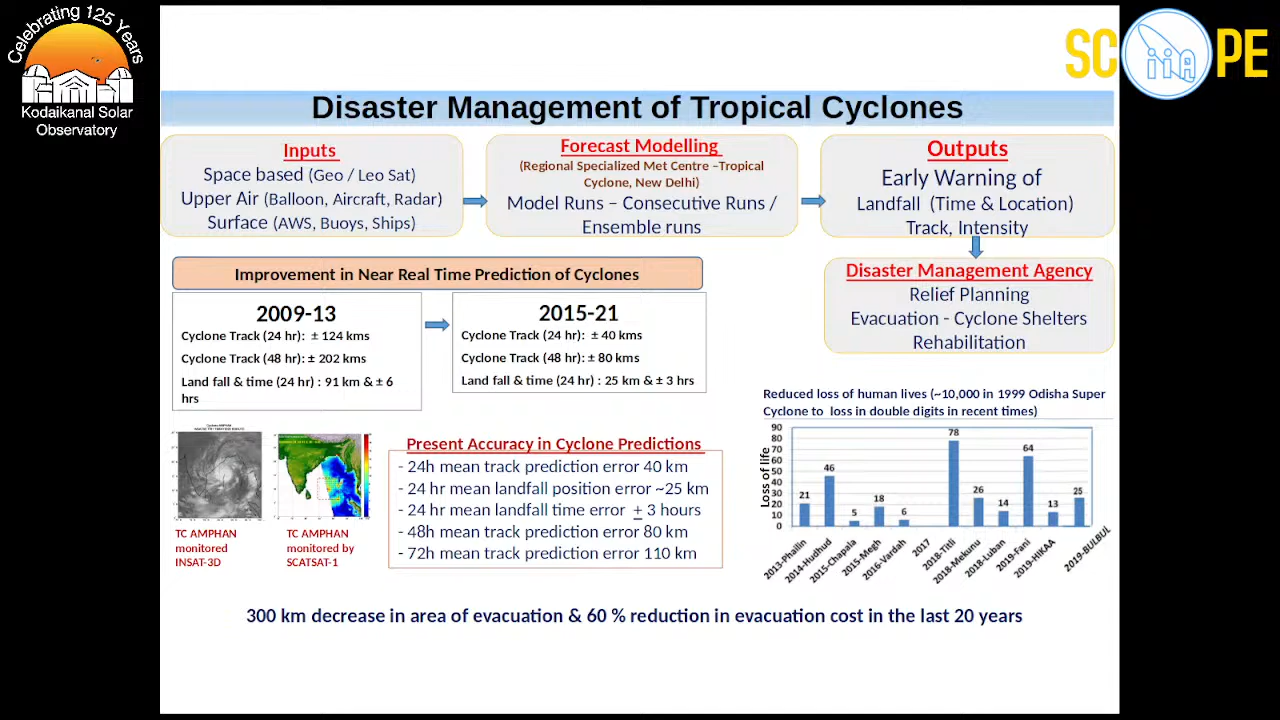 Celebrating 125 Years
Kodaikanal Solar
Observatory
SC iiA PE
Disaster Management of Tropical Cyclones
Inputs
Space based (Geo / Leo Sat)
Upper Air (Balloon, Aircraft, Radar)
Surface (AWS, Buoys, Ships)
Forecast Modelling
(Regional Specialized Met Centre –Tropical
Cyclone, New Delhi)
Model Runs – Consecutive Runs /
Ensemble runs
Outputs
Early Warning of
Landfall (Time & Location)
Track, Intensity
Disaster Management Agency
Relief Planning
Evacuation - Cyclone Shelters
Rehabilitation
Improvement in Near Real Time Prediction of Cyclones
2009-13
Cyclone Track (24 hr): ± 124 kms
Cyclone Track (48 hr): ± 202 kms
Land fall & time (24 hr) : 91 km & ± 6
hrs
2015-21
Cyclone Track (24 hr): ± 40 kms
Cyclone Track (48 hr): ± 80 kms
Land fall & time (24 hr) : 25 km & ± 3 hrs
TC AMPHAN
monitored
INSAT-3D
TC AMPHAN
monitored by
SCATSAT-1
Present Accuracy in Cyclone Predictions
- 24h mean track prediction error 40 km
- 24 hr mean landfall position error ~25 km
- 24 hr mean landfall time error ± 3 hours
- 48h mean track prediction error 80 km
- 72h mean track prediction error 110 km
Reduced loss of human lives (~10,000 in 1999 Odisha Super
Cyclone to loss in double digits in recent times)
Loss of life
90
80
70
60
50
40
30
20
10
0
21
46
5
18
6
78
26
14
64
13
25
2013-Phailin
2014-Hudhud
2015-Chapala
2015-Megh
2016-Vardah
2017
2018-Titli
2018-Mekunu
2018-Luban
2019-Fani
2019-HIKAA
2019-BULBUL
300 km decrease in area of evacuation & 60 % reduction in evacuation cost in the last 20 years